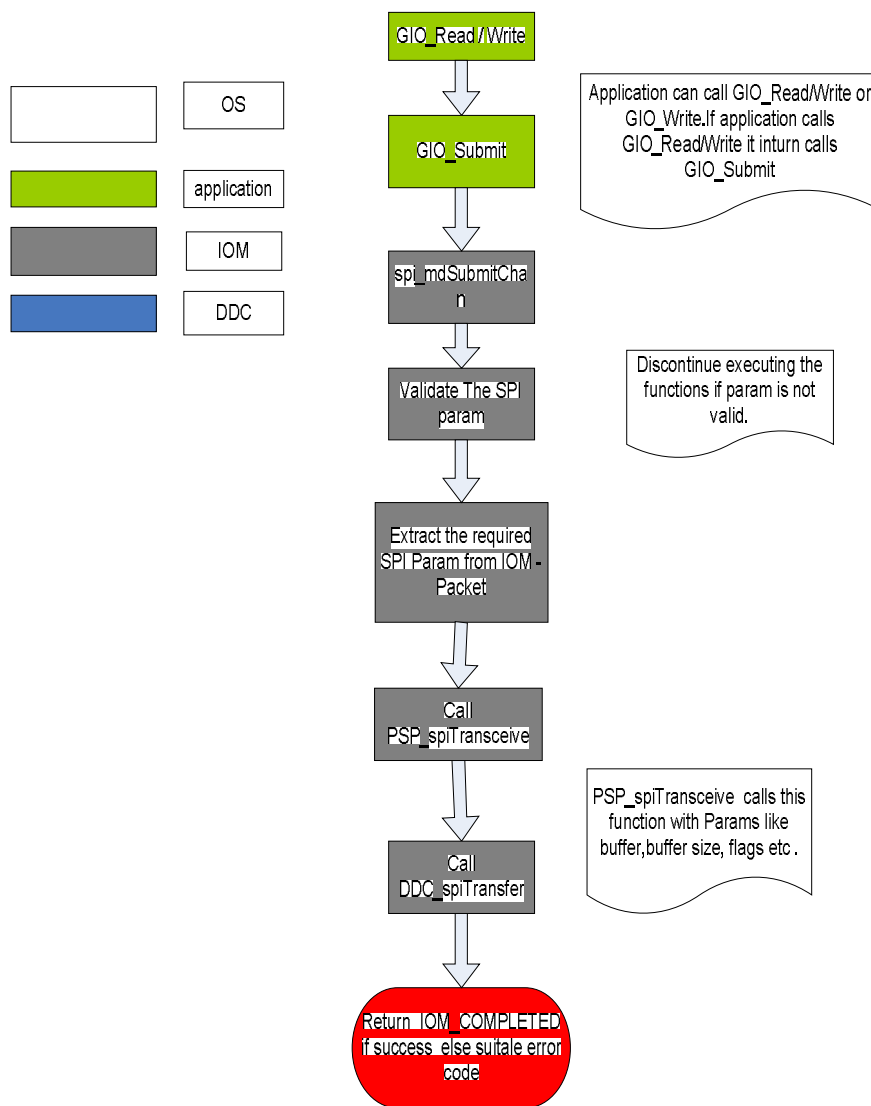 GIO_Read / Write
OS
application
IOM
DDC
GIO_Submit
Application can call GIO_Read/Write or
GIO_Write.If application calls
GIO_Read/Write it inturn calls
GIO_Submit
spi_mdSubmitCha
n
Validate The SPI
param
Discontinue executing the
functions if param is not
valid.
Extract the required
SPI Param from IOM -
Packet
Call
PSP_spiTransceive
PSP_spiTransceive calls this
function with Params like
buffer,buffer size, flags etc .
Call
DDC_spiTransfer
Return IOM_COMPLETED
if success else suitale error
code